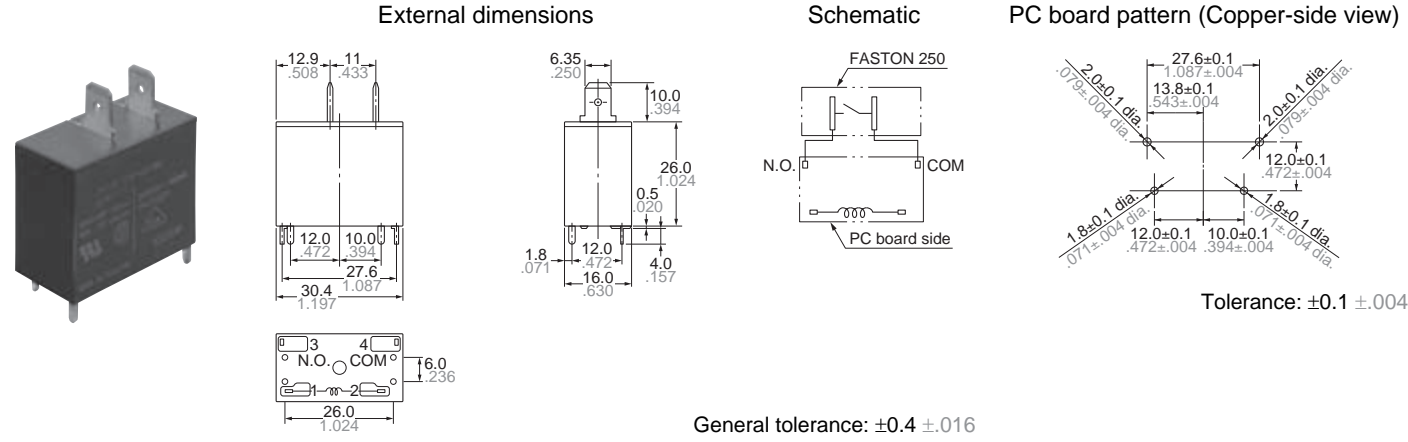 External dimensions
Schematic
PC board pattern (Copper-side view)
12.9
.508
11
.433
12.0
.472
10.0
.394
27.6
1.087
30.4
1.197
6.35
.250
10.0
.394
26.0
1.024
0.5
.020
1.8
.071
12.0
.472
4.0
.157
16.0
.630
3
4
N.O.
COM
1
2
6.0
.236
26.0
1.024
FASTON 250
N.O.
COM
PC board side
27.6±0.1
1.087±.004
13.8±0.1
.543±.004
2.0±0.1 dia.
.079±.004 dia.
2.0±0.1 dia.
.079±.004 dia.
12.0±0.1
.472±.004
1.8±0.1 dia.
.071±.004 dia.
12.0±0.1
.472±.004
10.0±0.1
.394±.004
1.8±0.1 dia.
.071±.004 dia.
Tolerance: ±0.1 ±.004
General tolerance: ±0.4 ±.016